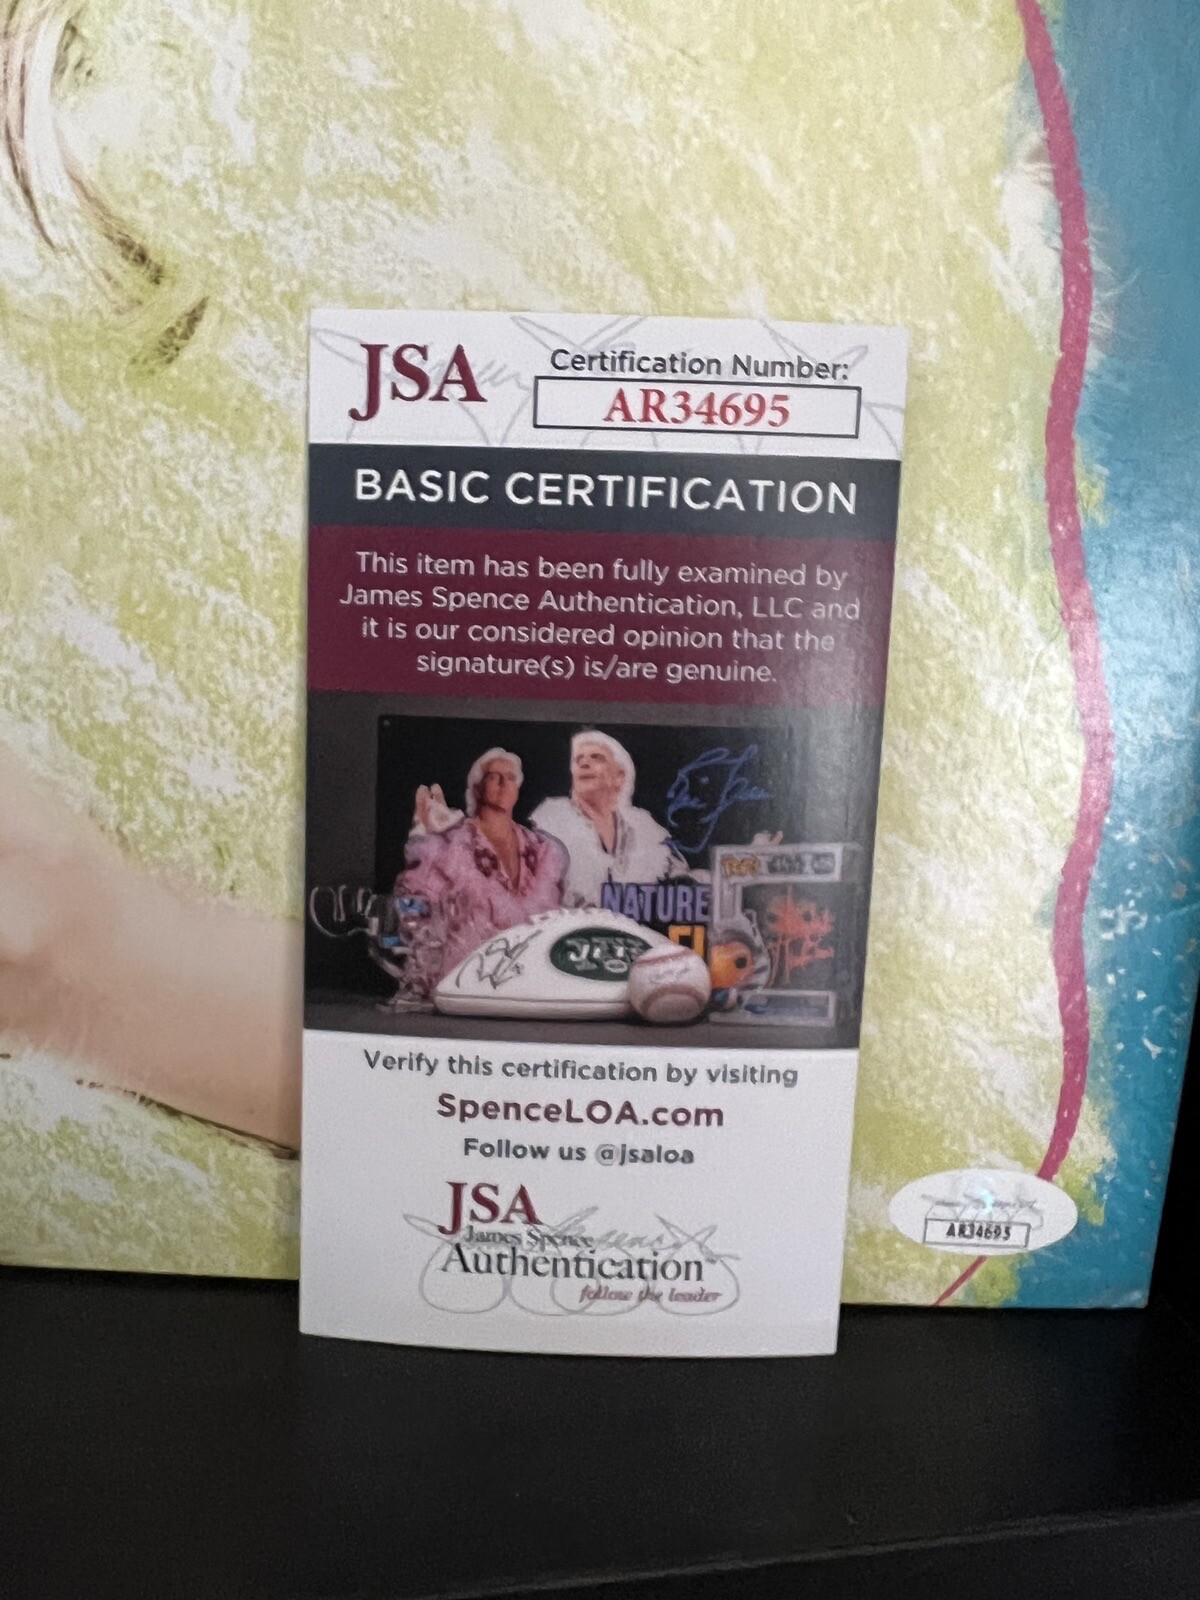 JSA
Certification Number:
AR34695
BASIC CERTIFICATION
This item has been fully examined by
James Spence Authentication, LLC and
it is our considered opinion that the
signature(s) is/are genuine.
NATURE
JETS
Verify this certification by visiting
SpenceLOA.com
Follow us @jsaloa
JSA
James Spence
Authentication
follow the leader
AR34695